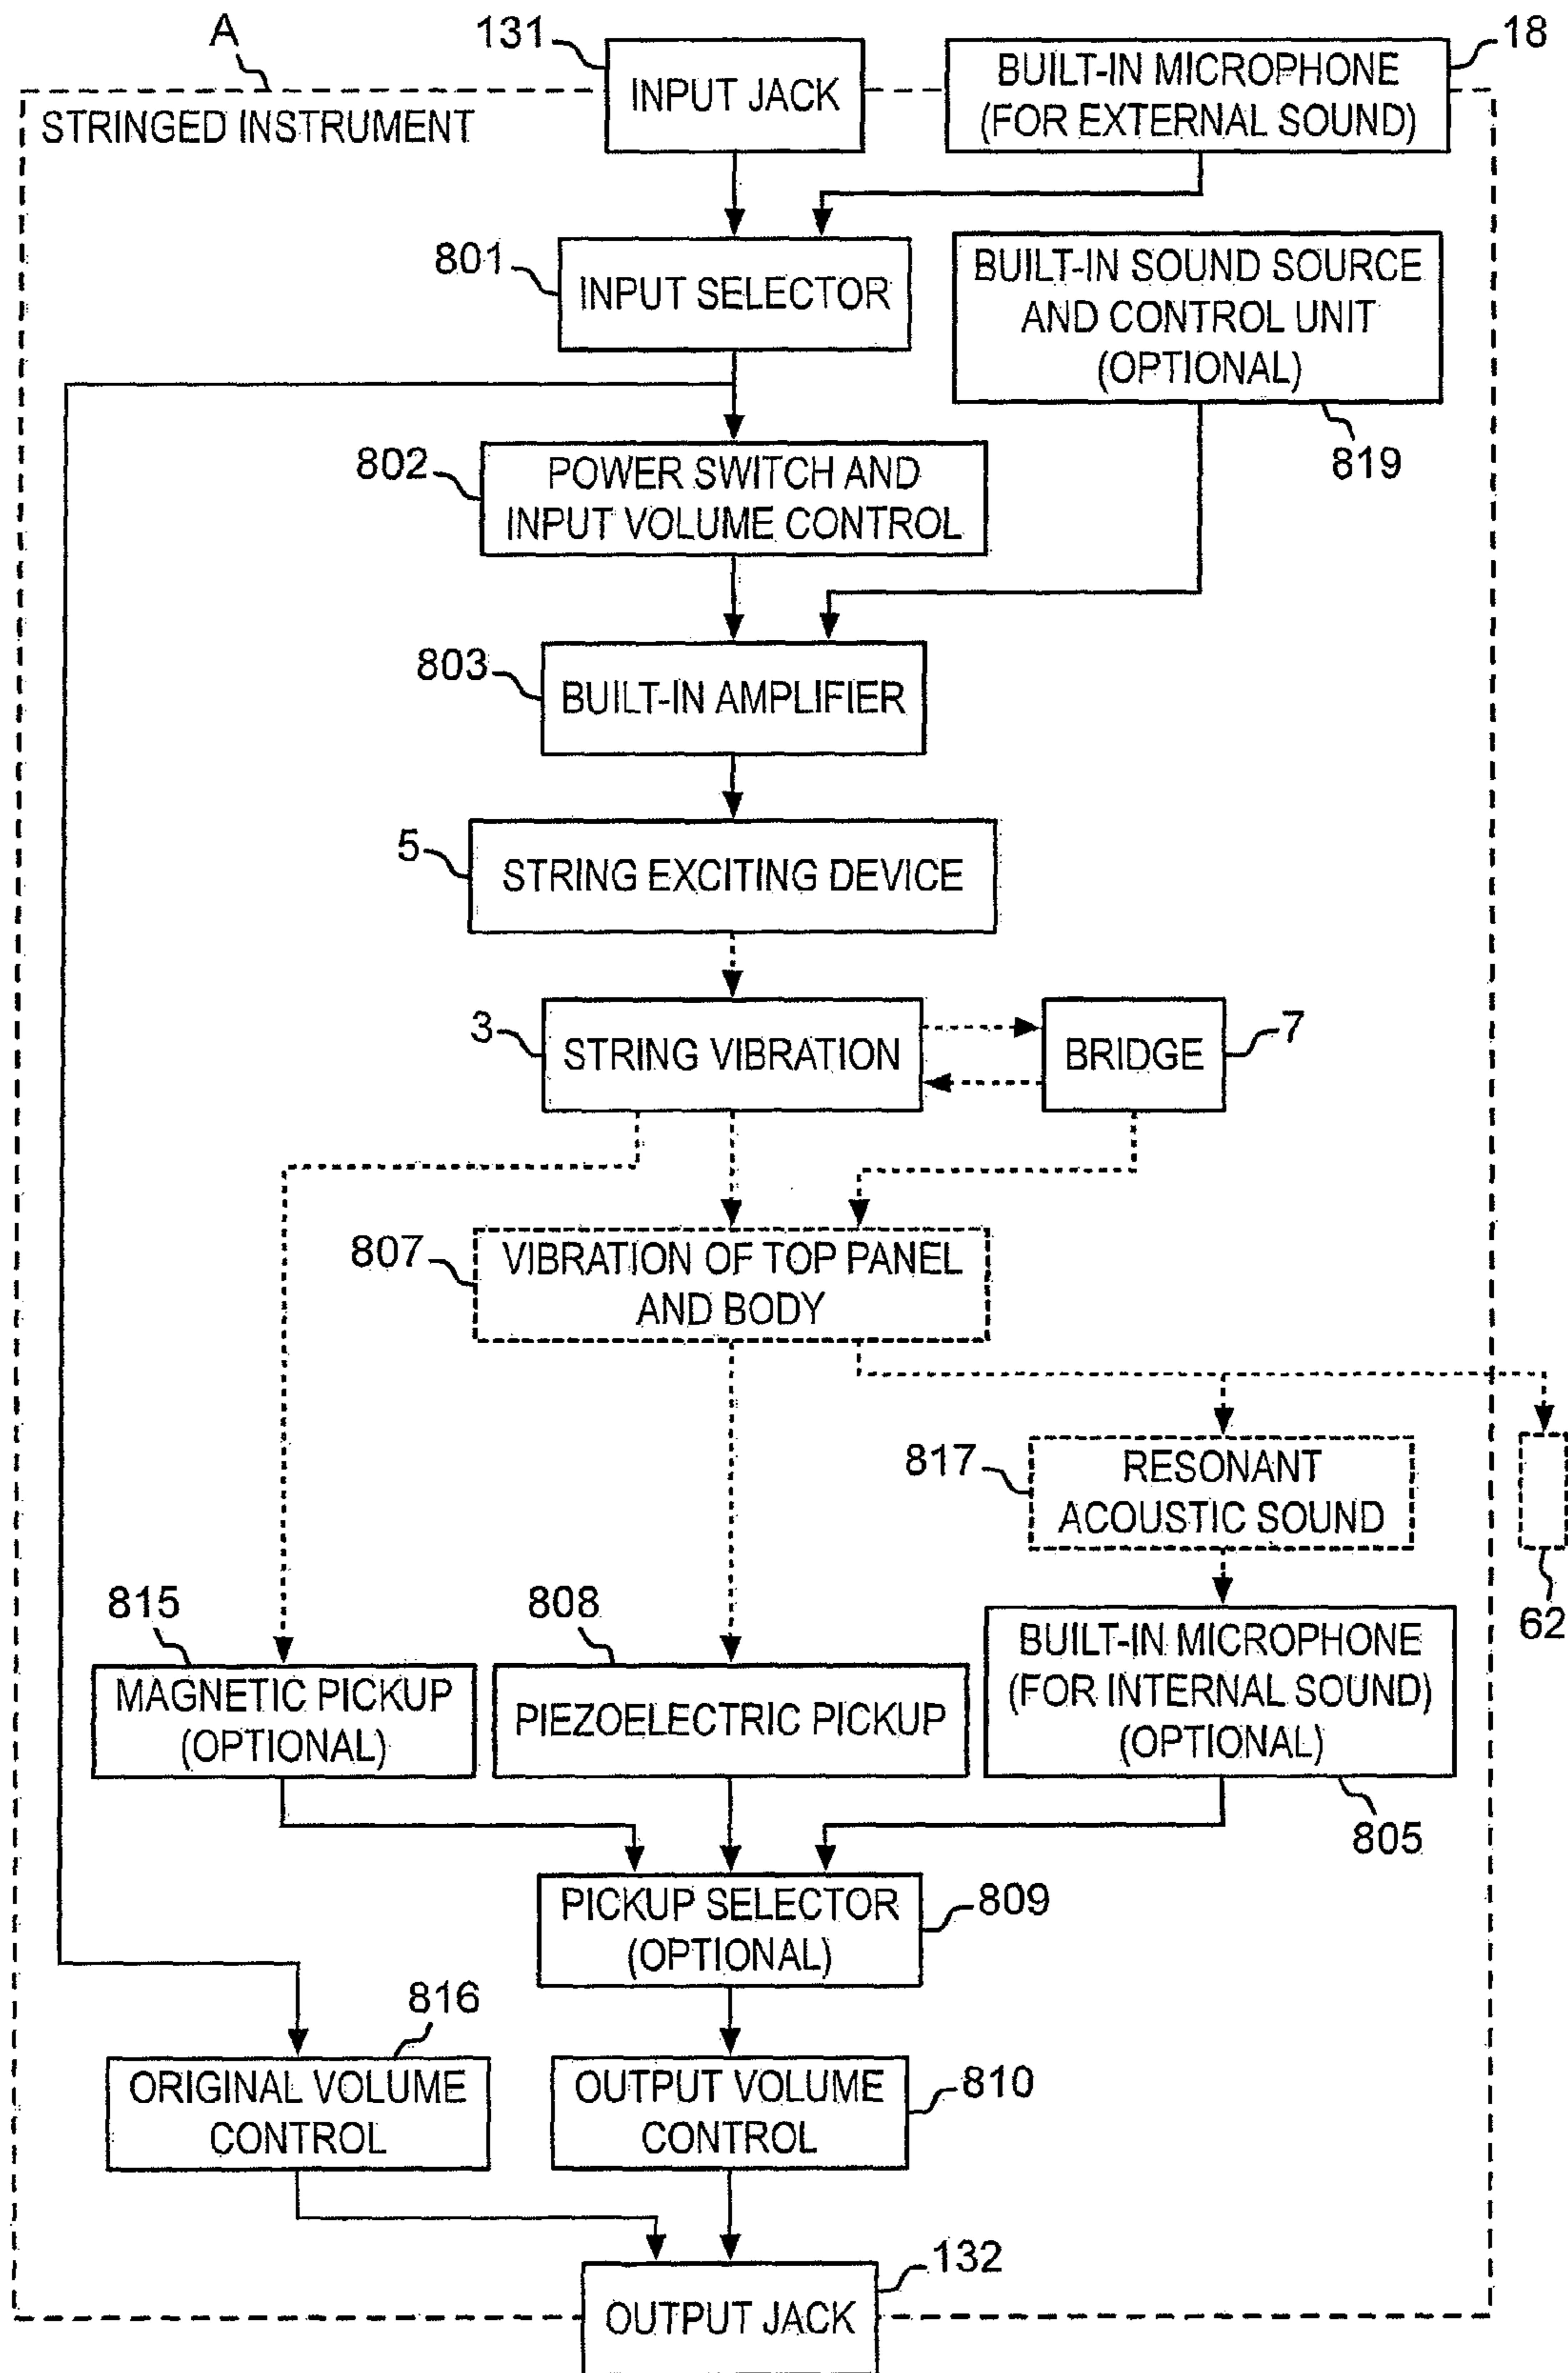 A
131
18
INPUT JACK
BUILT-IN MICROPHONE
(FOR EXTERNAL SOUND)
STRINGED INSTRUMENT
801
INPUT SELECTOR
BUILT-IN SOUND SOURCE
AND CONTROL UNIT
(OPTIONAL)
819
802
POWER SWITCH AND
INPUT VOLUME CONTROL
803
BUILT-IN AMPLIFIER
5
STRING EXCITING DEVICE
3
STRING VIBRATION
BRIDGE
7
807
VIBRATION OF TOP PANEL
AND BODY
817
RESONANT
ACOUSTIC SOUND
62
815
MAGNETIC PICKUP
(OPTIONAL)
808
PIEZOELECTRIC PICKUP
BUILT-IN MICROPHONE
(FOR INTERNAL SOUND)
(OPTIONAL)
805
PICKUP SELECTOR
(OPTIONAL)
809
816
ORIGINAL VOLUME
CONTROL
OUTPUT VOLUME
CONTROL
810
132
OUTPUT JACK